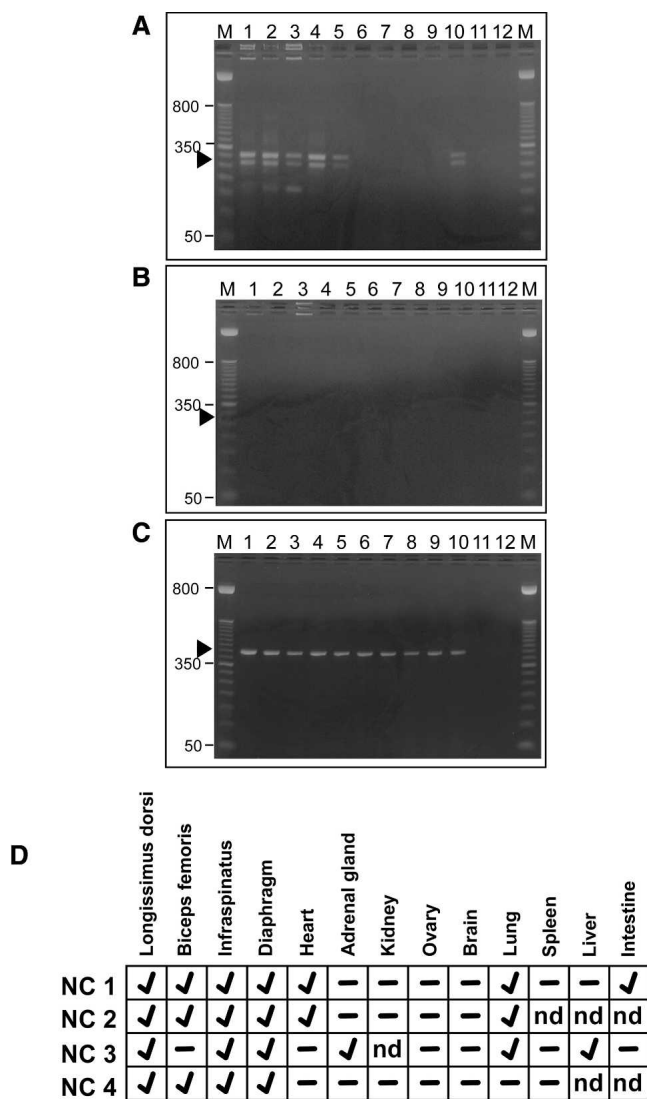 A
M 1 2 3 4 5 6 7 8 9 10 11 12 M
800
350
50
B
M 1 2 3 4 5 6 7 8 9 10 11 12 M
800
350
50
C
M 1 2 3 4 5 6 7 8 9 10 11 12 M
800
350
50
D
Longissimus dorsi
Biceps femoris
Infraspinatus
Diaphragm
Heart
Adrenal gland
Kidney
Ovary
Brain
Lung
Spleen
Liver
Intestine
NC 1 ✓ ✓ ✓ ✓ ✓ – – – – ✓ – – ✓
NC 2 ✓ ✓ ✓ ✓ ✓ – – – – ✓ nd nd nd
NC 3 ✓ – ✓ ✓ – ✓ nd – – ✓ – ✓ –
NC 4 ✓ ✓ ✓ ✓ – – – – – – – nd nd